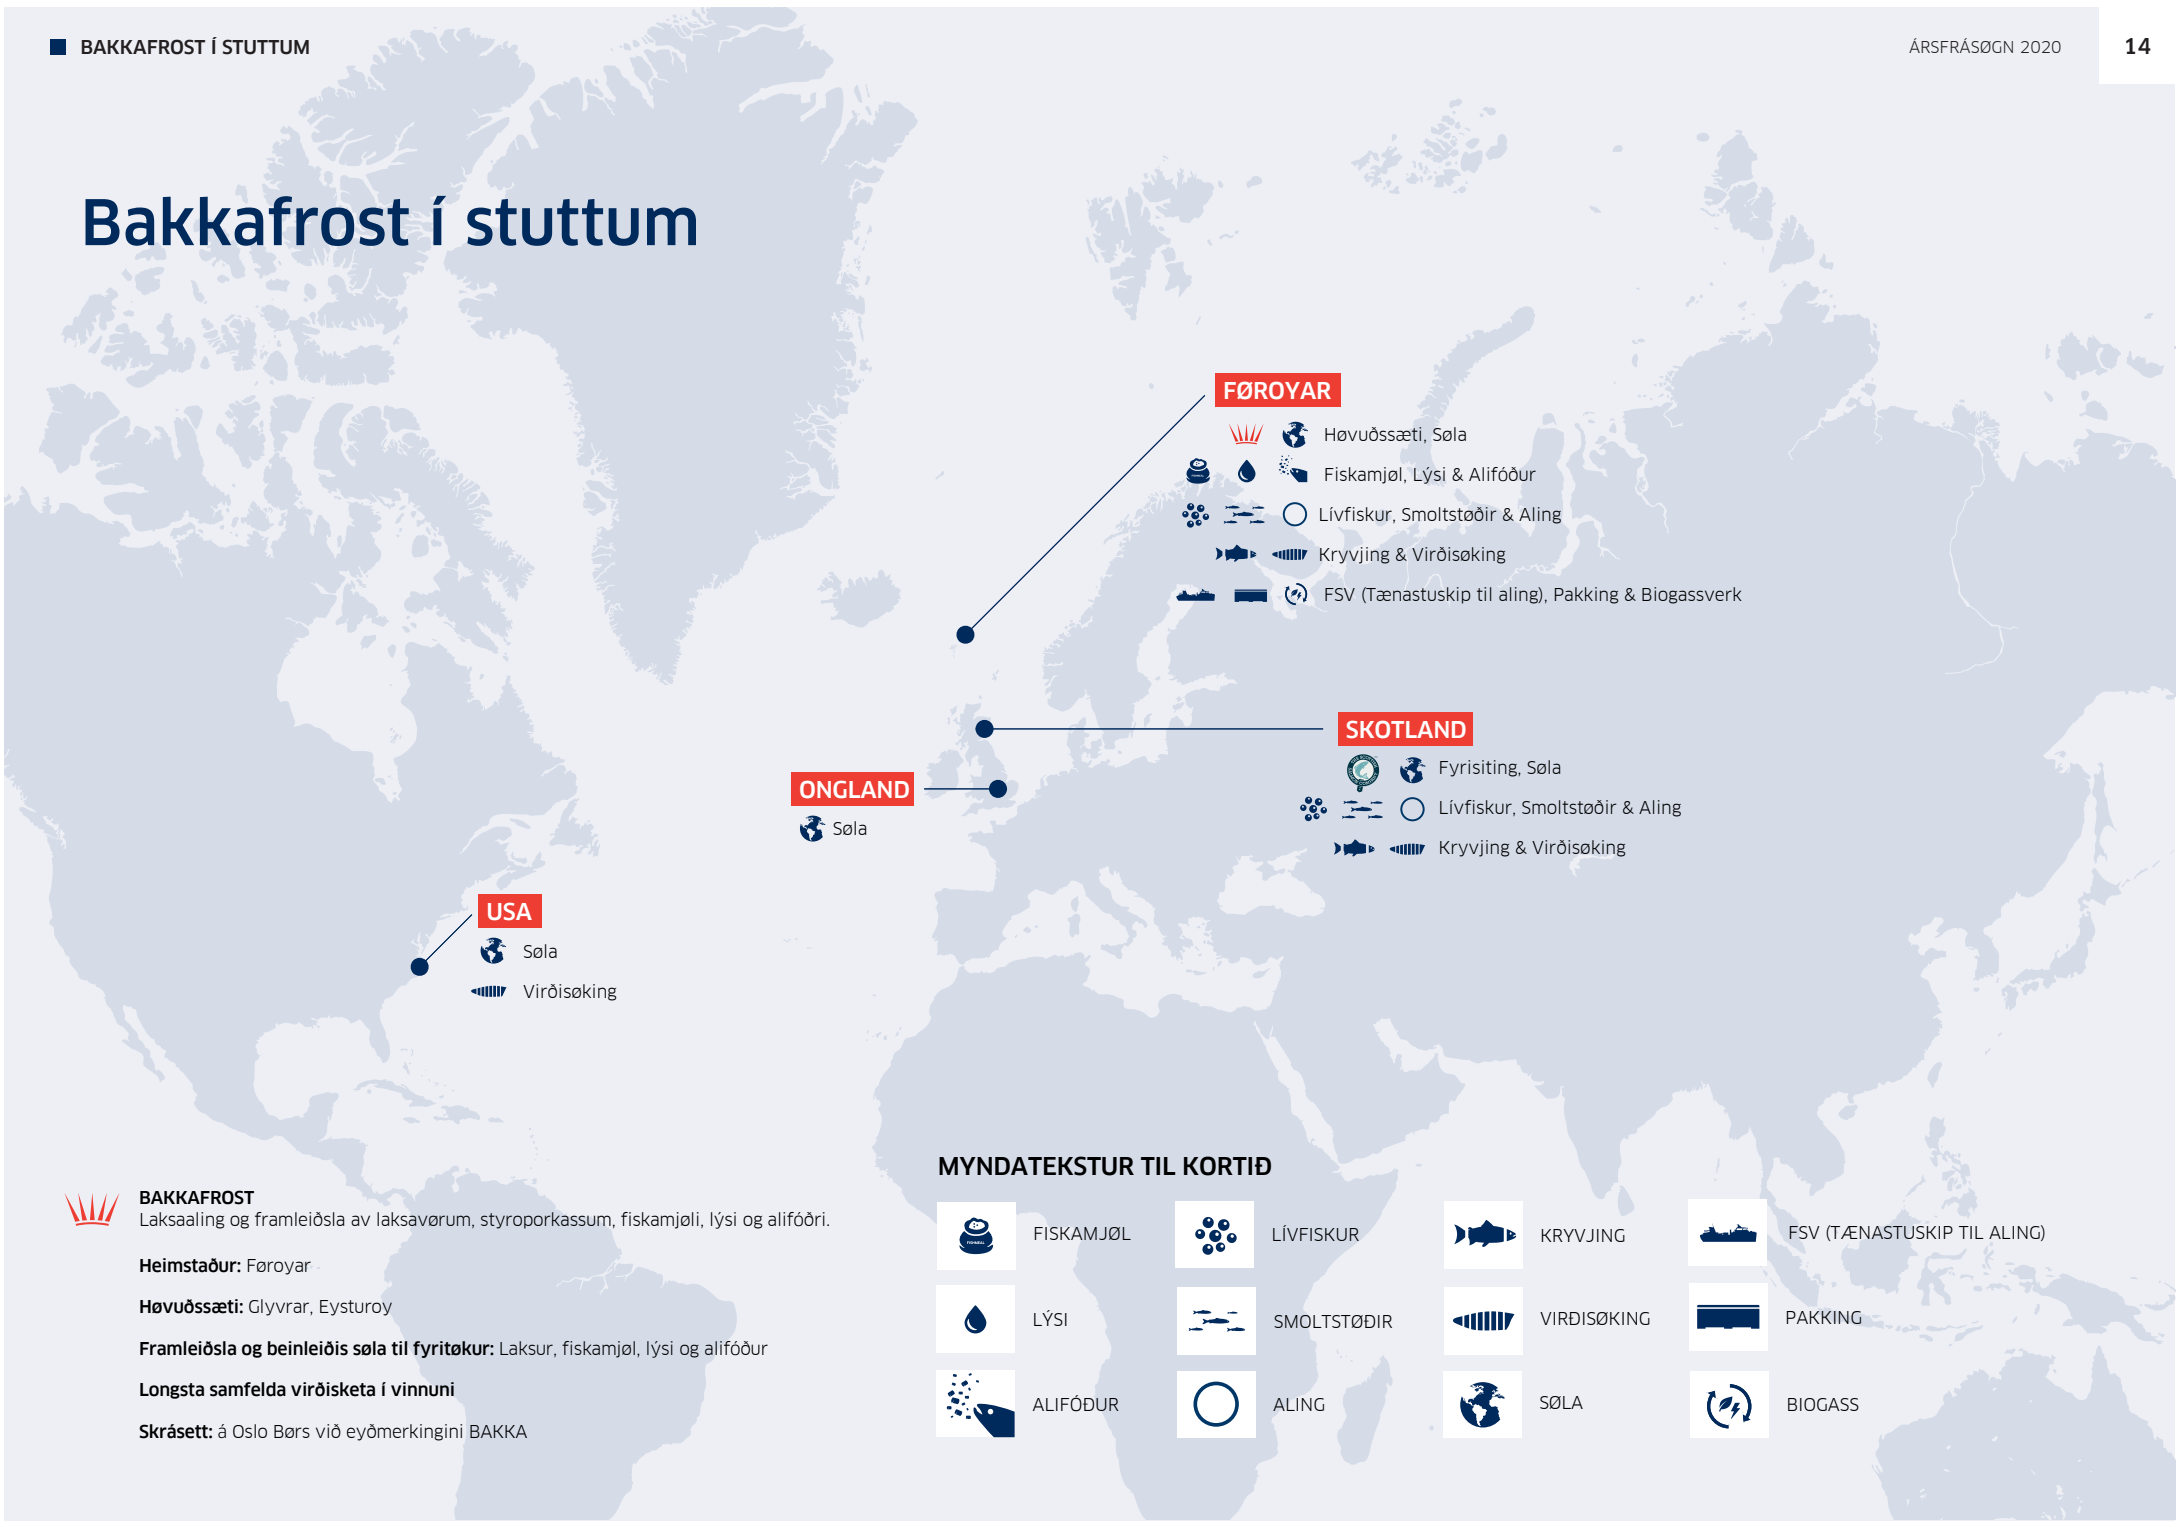 BAKKAFROST Í STUTTUM
ÁRSFRÁSØGN 2020
14
Bakkafrost í stuttum
FØROYAR
Høvuðssæti, Søla
Fiskamjøl, Lýsi & Alifóður
Lívfiskur, Smoltstøðir & Aling
Kryvjing & Virðisøking
FSV (Tænastuskip til aling), Pakking & Biogassverk
SKOTLAND
Fyrisiting, Søla
Lívfiskur, Smoltstøðir & Aling
Kryvjing & Virðisøking
ONGLAND
Søla
USA
Søla
Virðisøking
BAKKAFROST
Laksaaling og framleiðsla av laksavørum, styroporkassum, fiskamjøli, lýsi og alifóðri.
Heimstaður: Føroyar
Høvuðssæti: Glyvrar, Eysturoy
Framleiðsla og beinleiðis søla til fyritøkur: Laksur, fiskamjøl, lýsi og alifóður
Longsta samfelda virðisketa í vinnuni
Skrásett: á Oslo Børs við eyðmerkingini BAKKA
MYNDATEKSTUR TIL KORTIÐ
FISKAMJØL
LÍVFISKUR
KRYVJING
FSV (TÆNASTUSKIP TIL ALING)
LÝSI
SMOLTSTØÐIR
VIRÐISØKING
PAKKING
ALIFÓÐUR
ALING
SØLA
BIOGASS